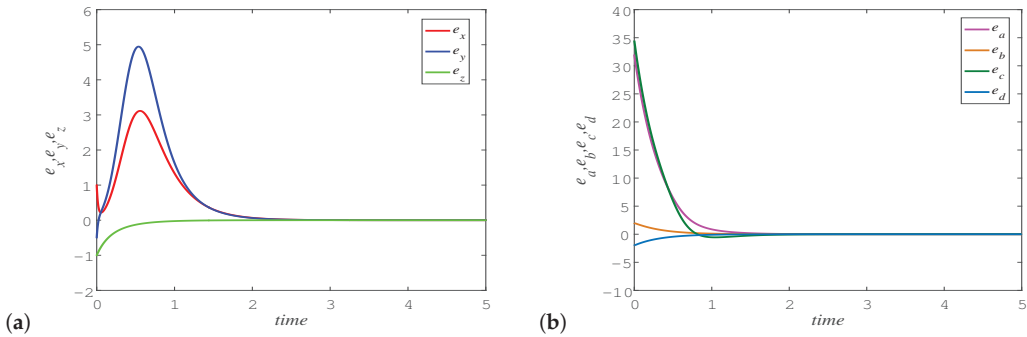 6
5
4
3
2
1
0
−1
−2
0 1 2 3 4 5
e_x,e_y,e_z
time
e_x
e_y
e_z
(a)
40
35
30
25
20
15
10
5
0
−5
−10
0 1 2 3 4 5
e_a,e_b,e_c,e_d
time
e_a
e_b
e_c
e_d
(b)